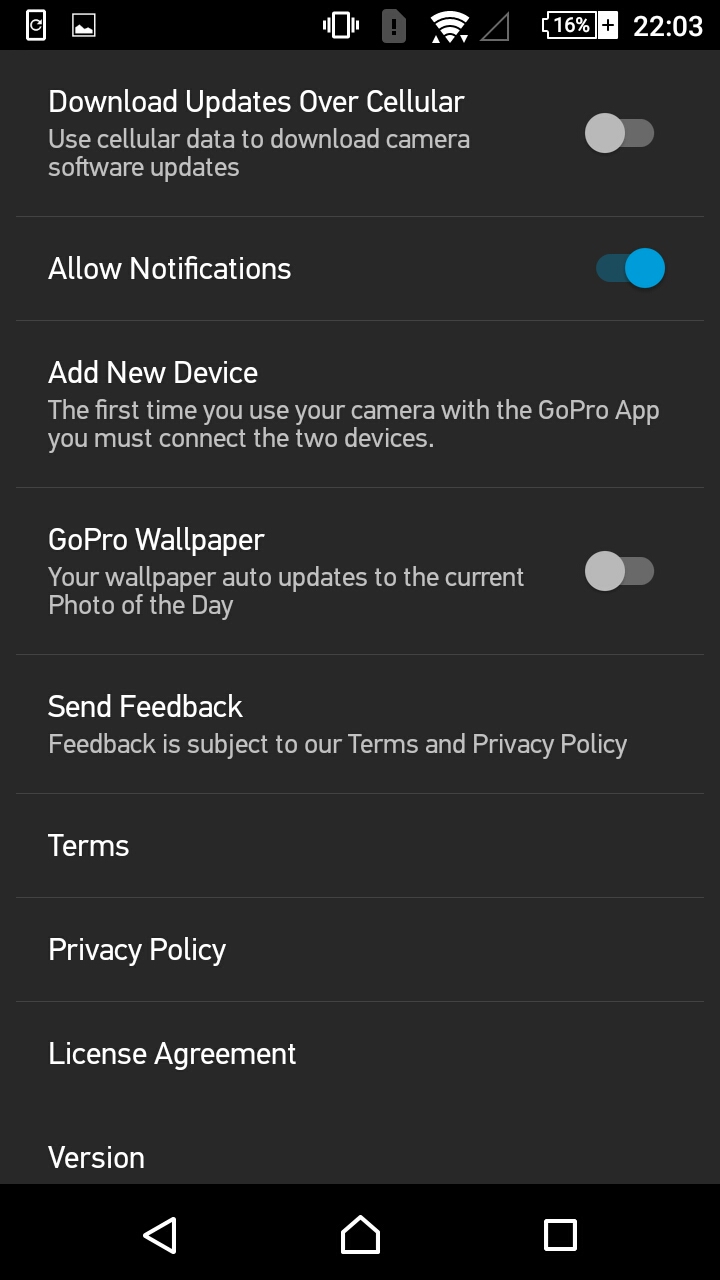 16%
22:03
Download Updates Over Cellular
Use cellular data to download camera
software updates
Allow Notifications
Add New Device
The first time you use your camera with the GoPro App
you must connect the two devices.
GoPro Wallpaper
Your wallpaper auto updates to the current
Photo of the Day
Send Feedback
Feedback is subject to our Terms and Privacy Policy
Terms
Privacy Policy
License Agreement
Version